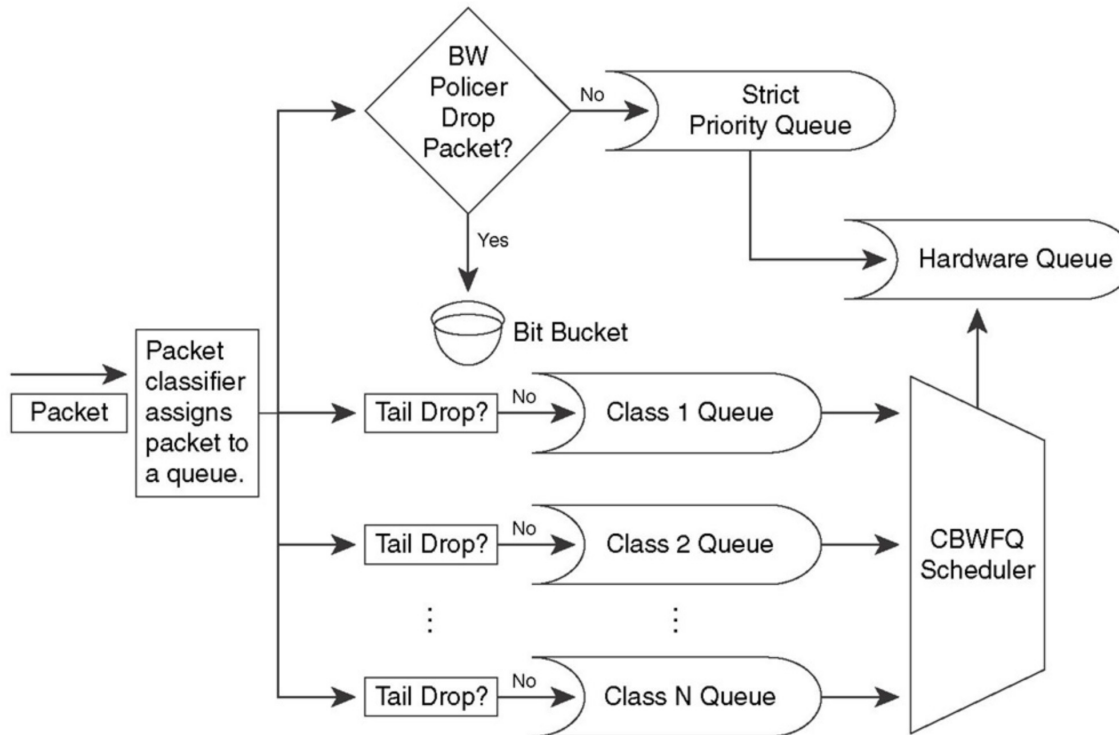 BW
Policer
Drop
Packet?
No
Strict
Priority Queue
Yes
Hardware Queue
Bit Bucket
Packet
Packet
classifier
assigns
packet to
a queue.
Tail Drop?
No
Class 1 Queue
Tail Drop?
No
Class 2 Queue
CBWFQ
Scheduler
Tail Drop?
No
Class N Queue